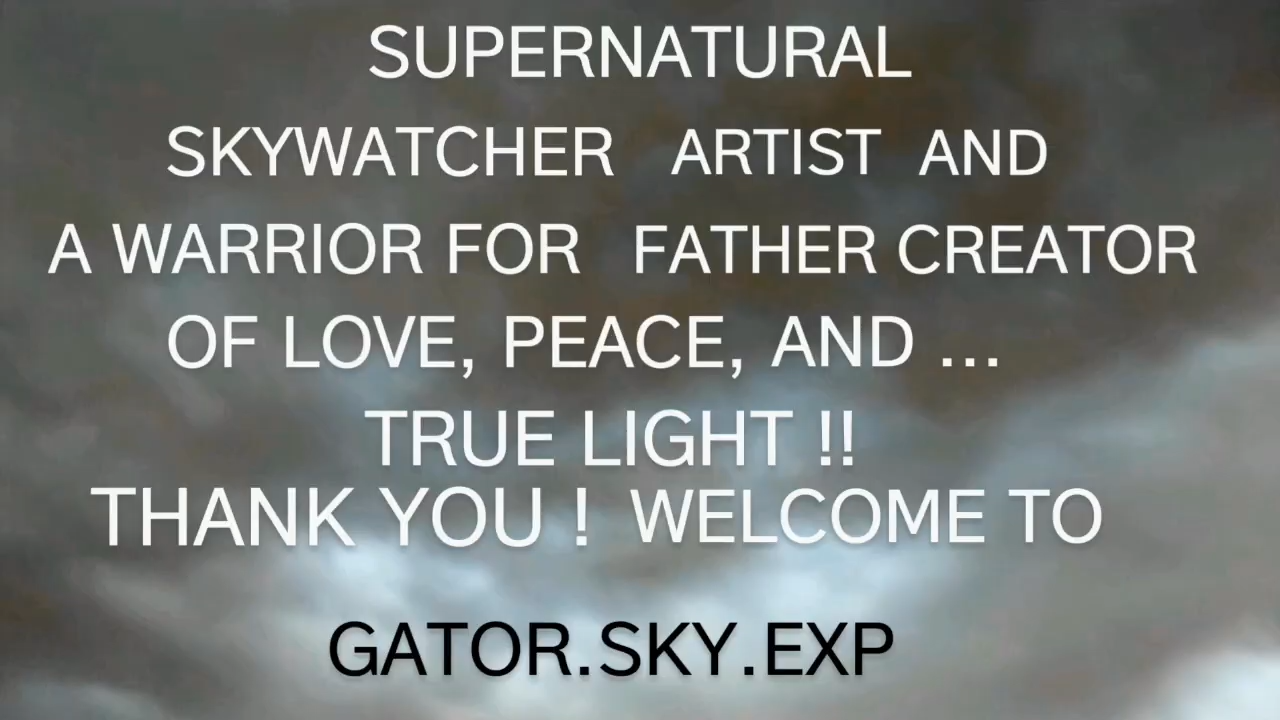 SUPERNATURAL
SKYWATCHER ARTIST AND
A WARRIOR FOR FATHER CREATOR
OF LOVE, PEACE, AND ...
TRUE LIGHT !!
THANK YOU ! WELCOME TO
GATOR.SKY.EXP